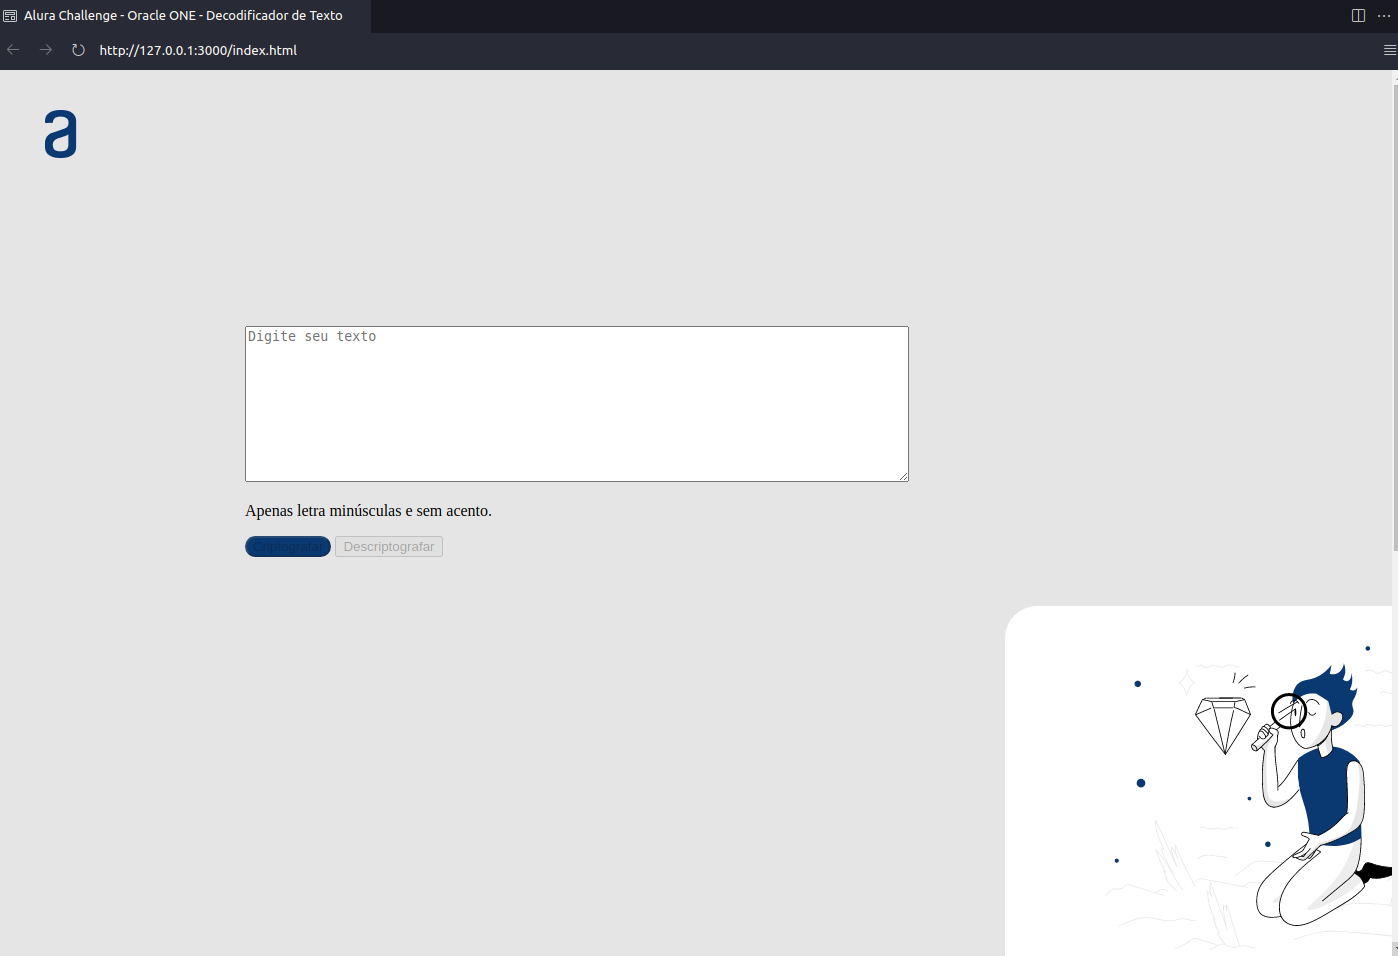 Alura Challenge - Oracle ONE - Decodificador de Texto
http://127.0.0.1:3000/index.html
a
Digite seu texto
Apenas letra minúsculas e sem acento.
Criptografar Descriptografar